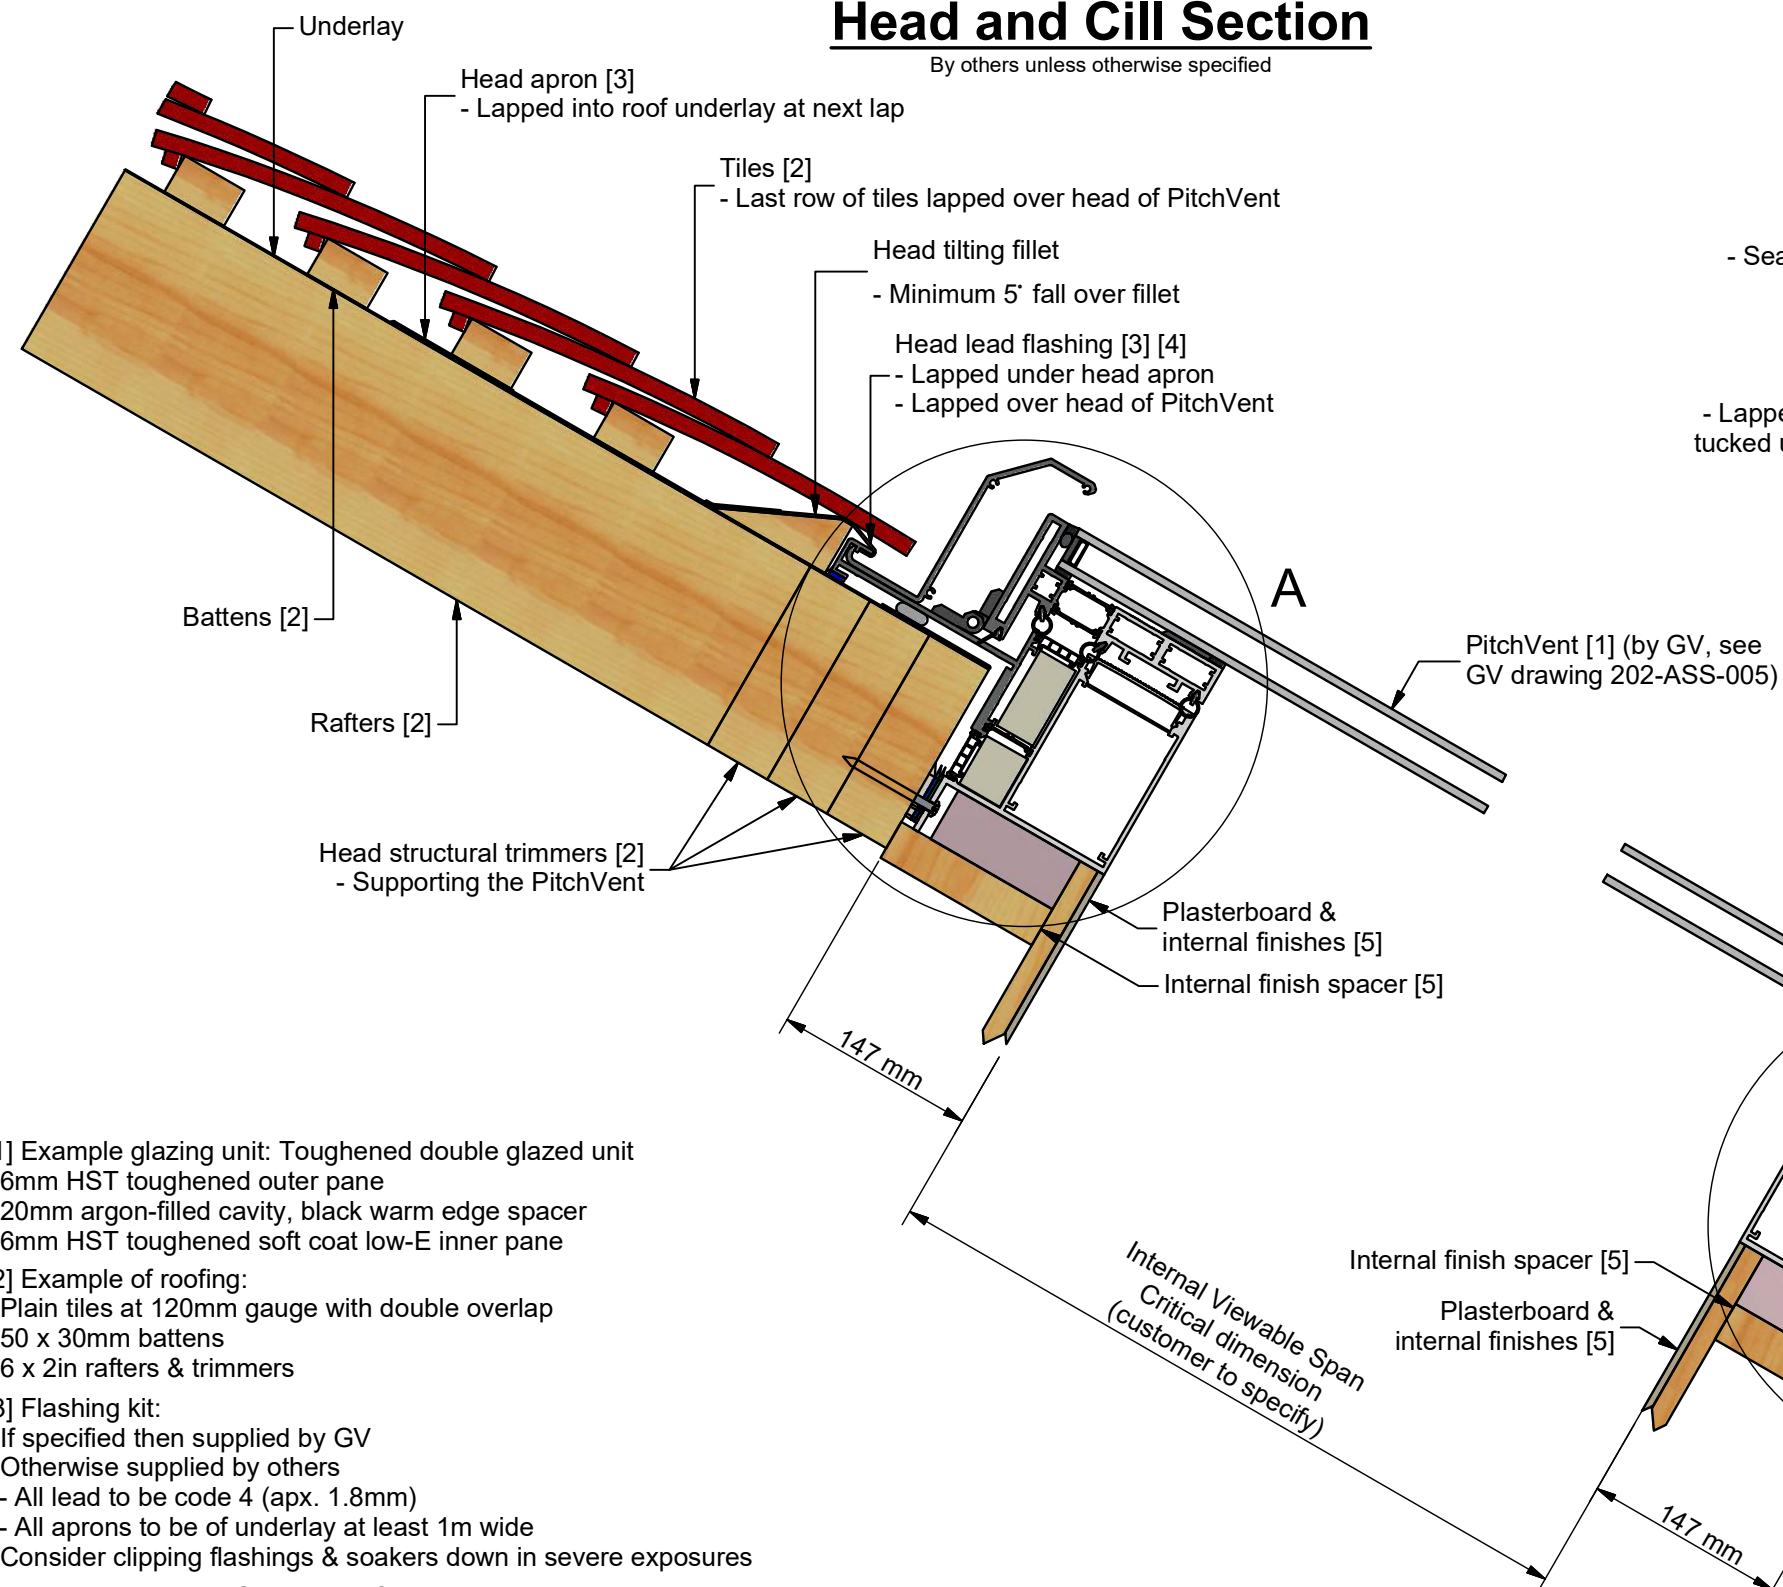 Head and Cill Section
By others unless otherwise specified
Underlay
Head apron [3]
- Lapped into roof underlay at next lap
Tiles [2]
- Last row of tiles lapped over head of PitchVent
Head tilting fillet
- Minimum 5° fall over fillet
Head lead flashing [3] [4]
- Lapped under head apron
- Lapped over head of PitchVent
- Sea
- Lappe
tucked u
A
Battens [2]
Rafters [2]
PitchVent [1] (by GV, see
GV drawing 202-ASS-005)
Head structural trimmers [2]
- Supporting the PitchVent
Plasterboard &
internal finishes [5]
Internal finish spacer [5]
147 mm
Internal Viewable Span
Critical dimension
(customer to specify)
Internal finish spacer [5]
Plasterboard &
internal finishes [5]
147 mm
] Example glazing unit: Toughened double glazed unit
6mm HST toughened outer pane
20mm argon-filled cavity, black warm edge spacer
6mm HST toughened soft coat low-E inner pane
2] Example of roofing:
Plain tiles at 120mm gauge with double overlap
50 x 30mm battens
6 x 2in rafters & trimmers
3] Flashing kit:
If specified then supplied by GV
Otherwise supplied by others
- All lead to be code 4 (apx. 1.8mm)
- All aprons to be of underlay at least 1m wide
Consider clipping flashings & soakers down in severe exposures